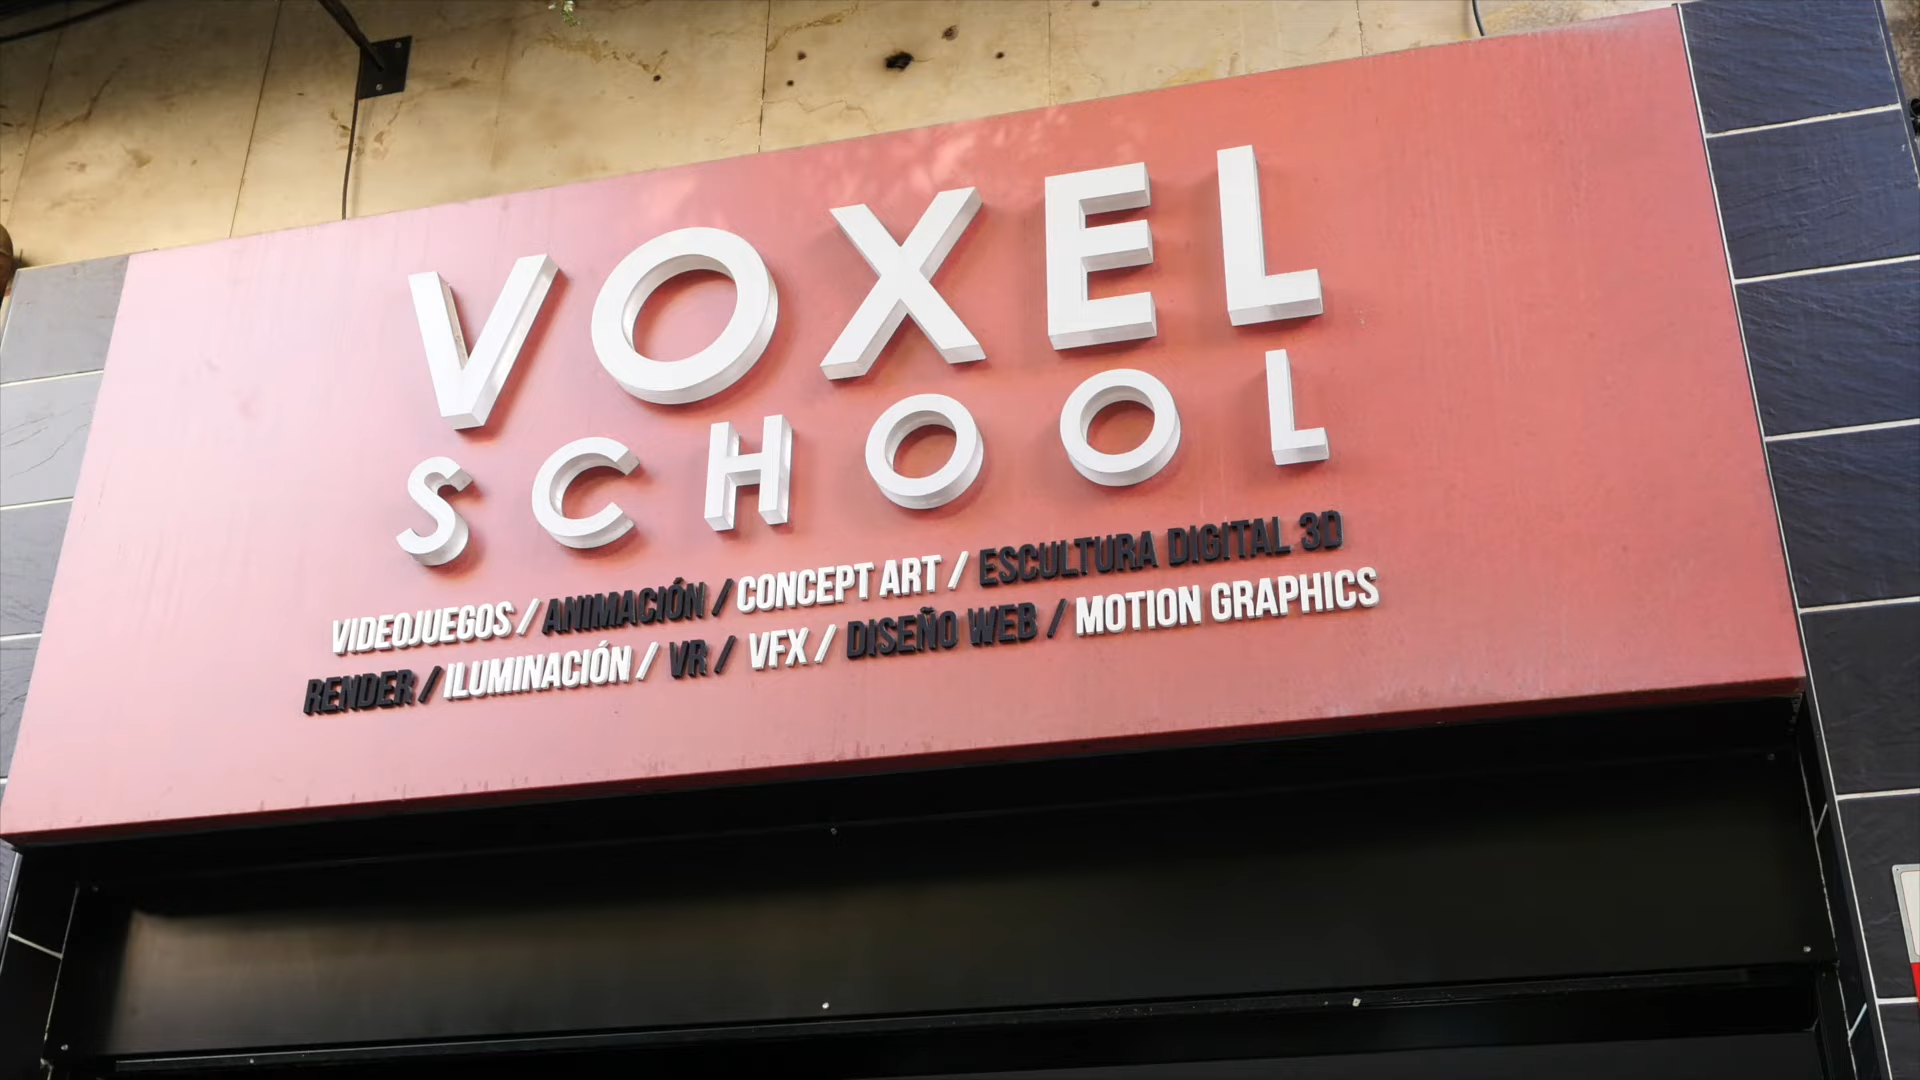 VOXEL
SCHOOL
VIDEOJUEGOS / ANIMACIÓN / CONCEPT ART / ESCULTURA DIGITAL 3D
RENDER / ILUMINACIÓN / VR / VFX / DISEÑO WEB / MOTION GRAPHICS